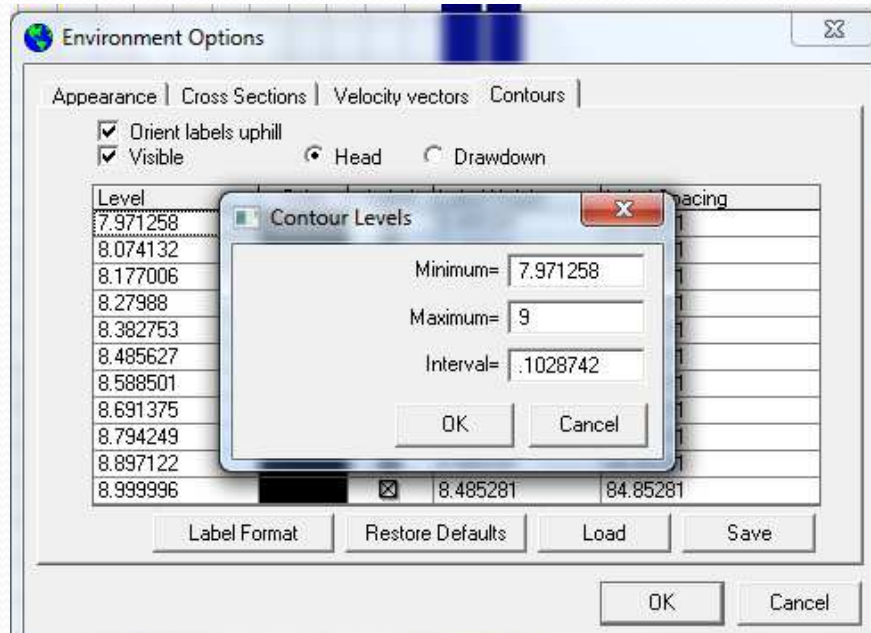 Environment Options
Appearance Cross Sections Velocity vectors Contours
Orient labels uphill
Visible Head Drawdown
Level pacing
7.971258
8.074132
8.177006
8.27988
8.382753
8.485627
8.588501
8.691375
8.794249
8.897122
8.999996 8.485281 84.85281
Contour Levels
Minimum= 7.971258
Maximum= 9
Interval= .1028742
OK Cancel
Label Format Restore Defaults Load Save
OK Cancel